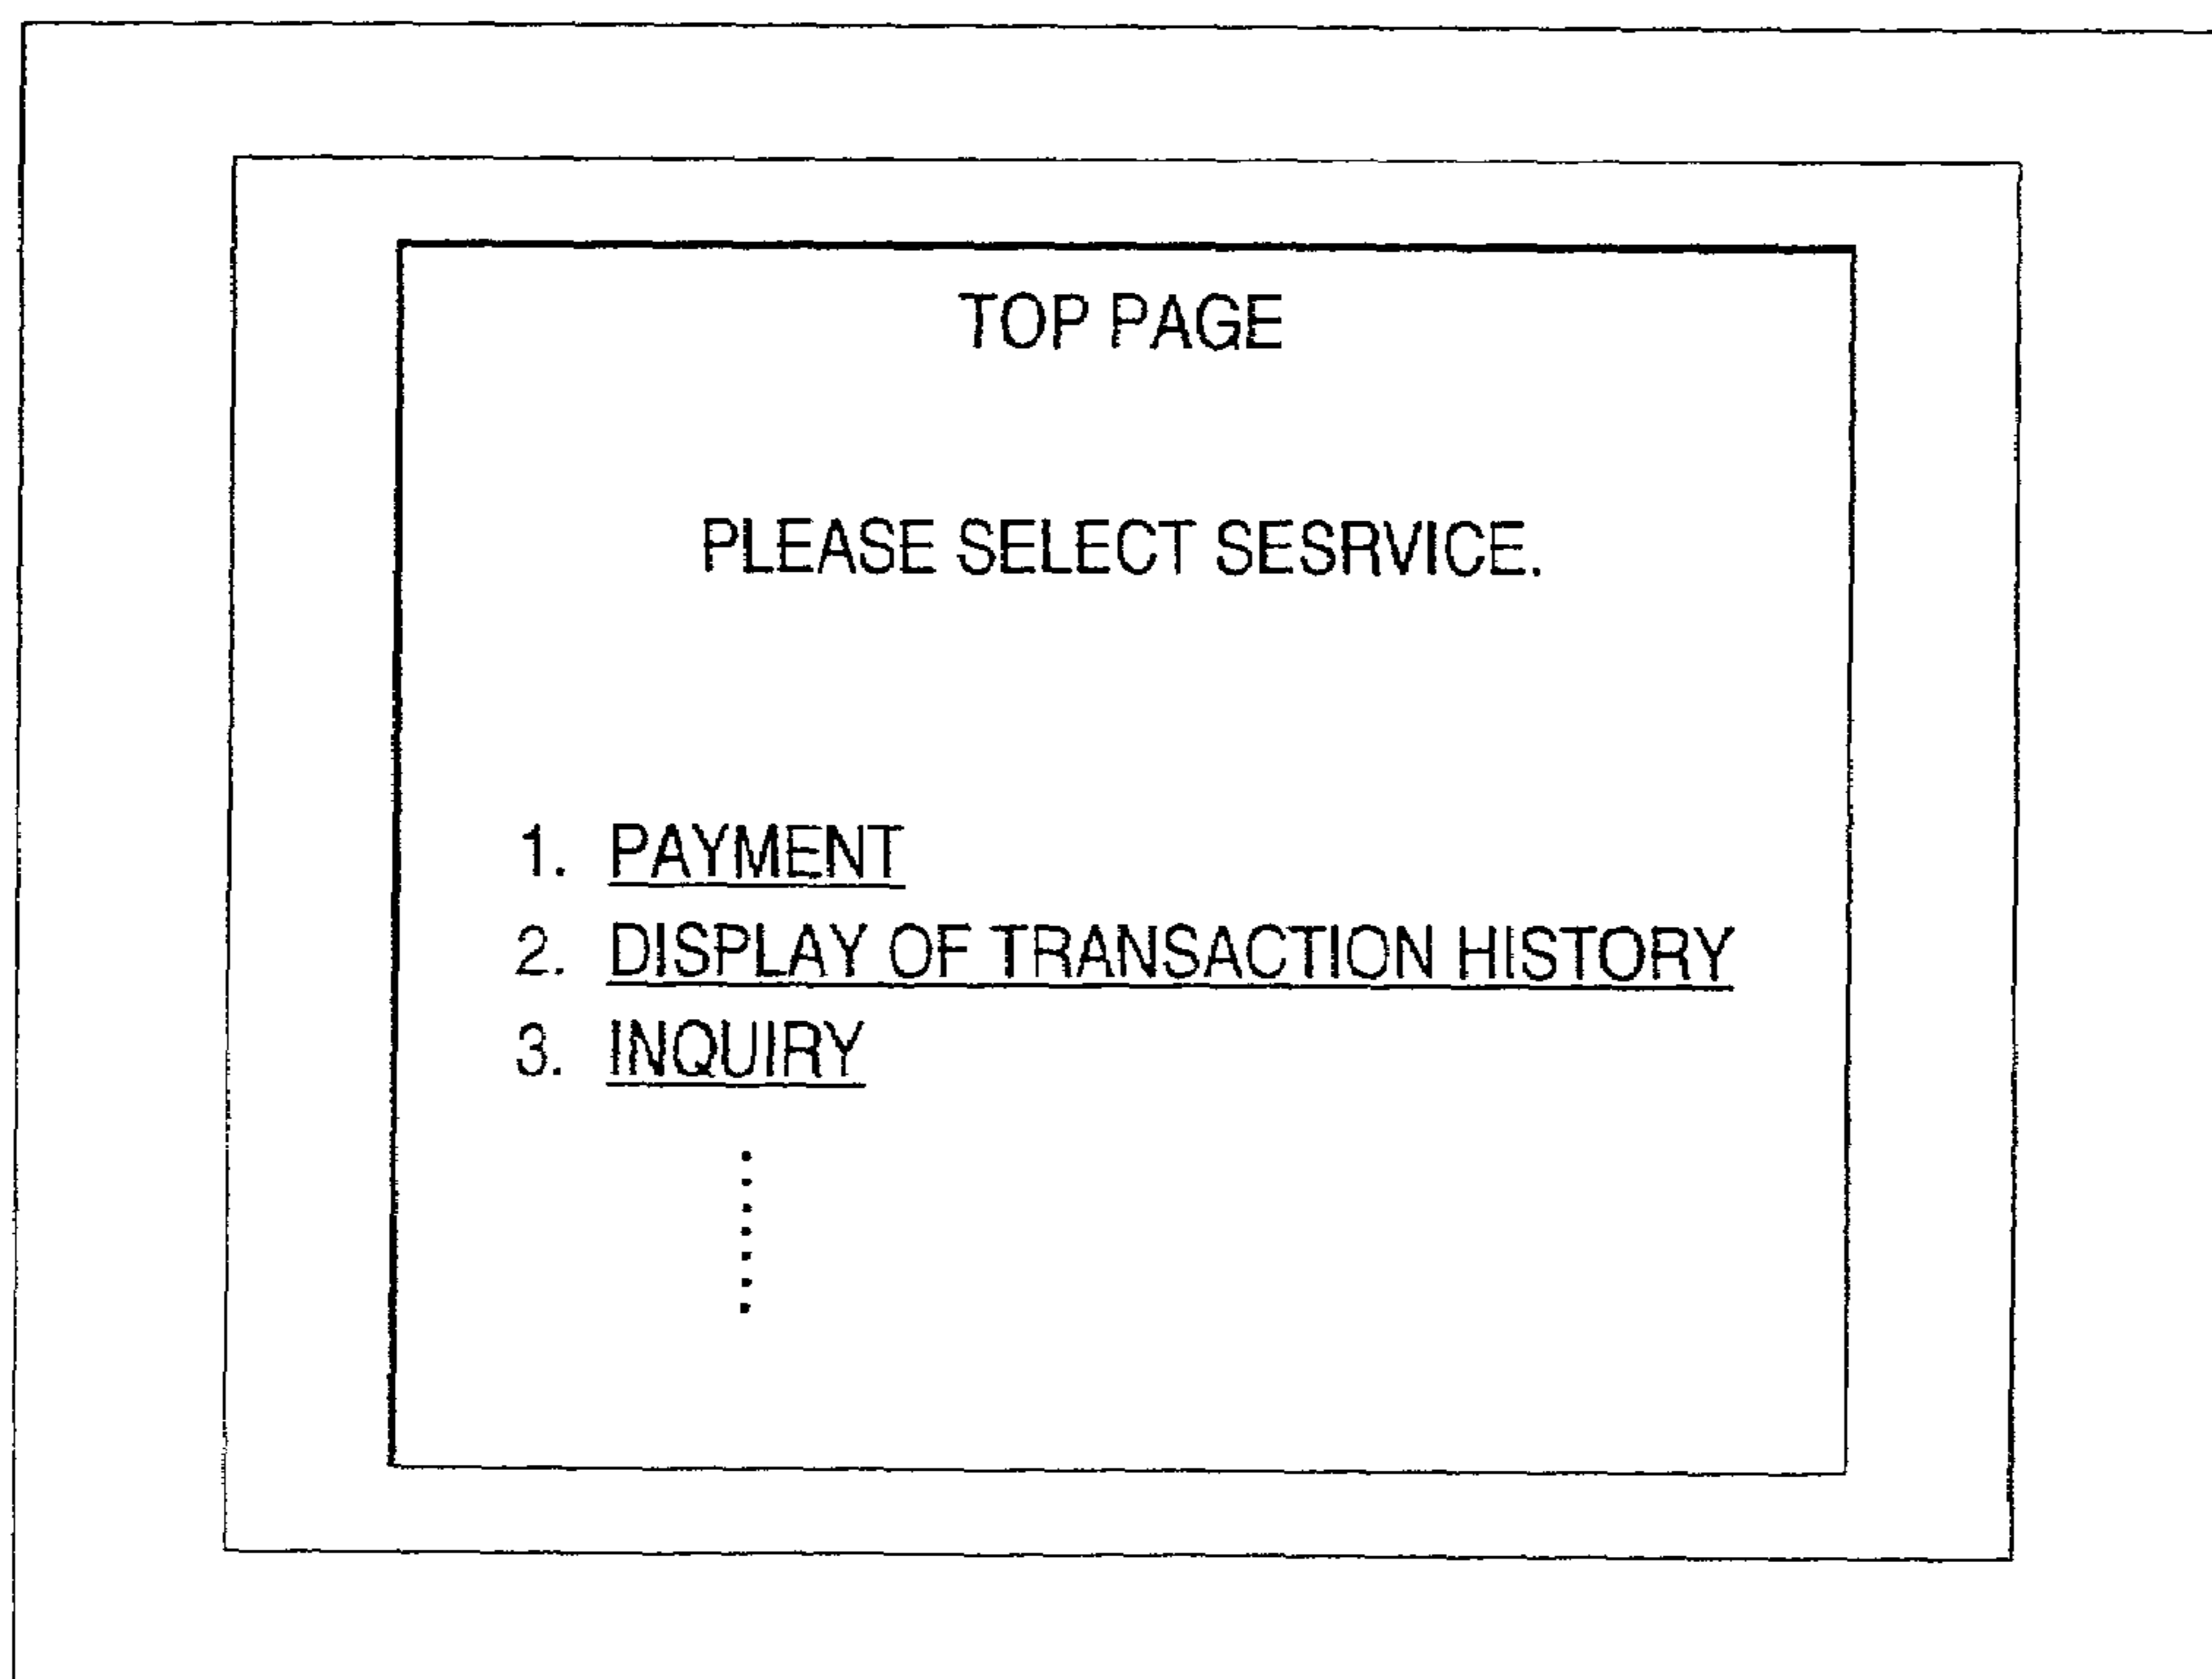 TOP PAGE
PLEASE SELECT SESRVICE.
1. PAYMENT
2. DISPLAY OF TRANSACTION HISTORY
3. INQUIRY